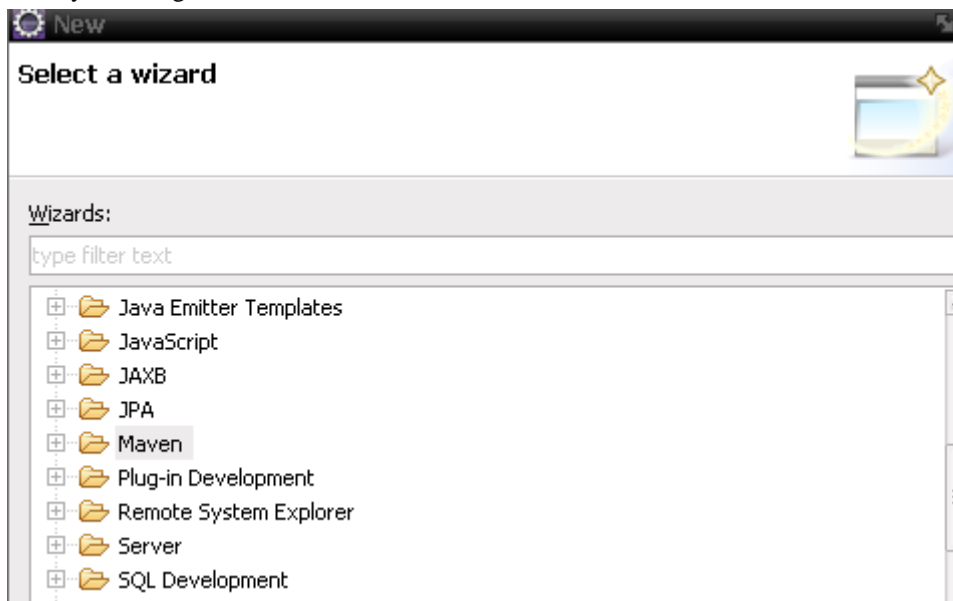 New
Select a wizard
Wizards:
type filter text
Java Emitter Templates
JavaScript
JAXB
JPA
Maven
Plug-in Development
Remote System Explorer
Server
SQL Development